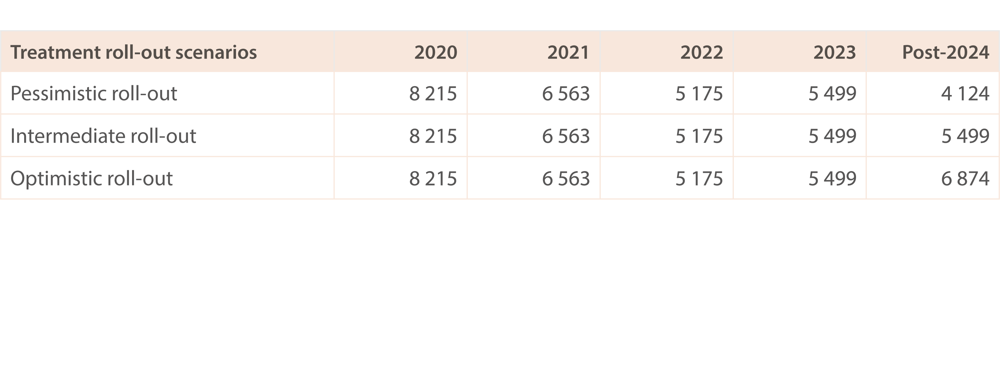 Treatment roll-out scenarios 2020 2021 2022 2023 Post-2024
Pessimistic roll-out 8 215 6 563 5 175 5 499 4 124
Intermediate roll-out 8 215 6 563 5 175 5 499 5 499
Optimistic roll-out 8 215 6 563 5 175 5 499 6 874